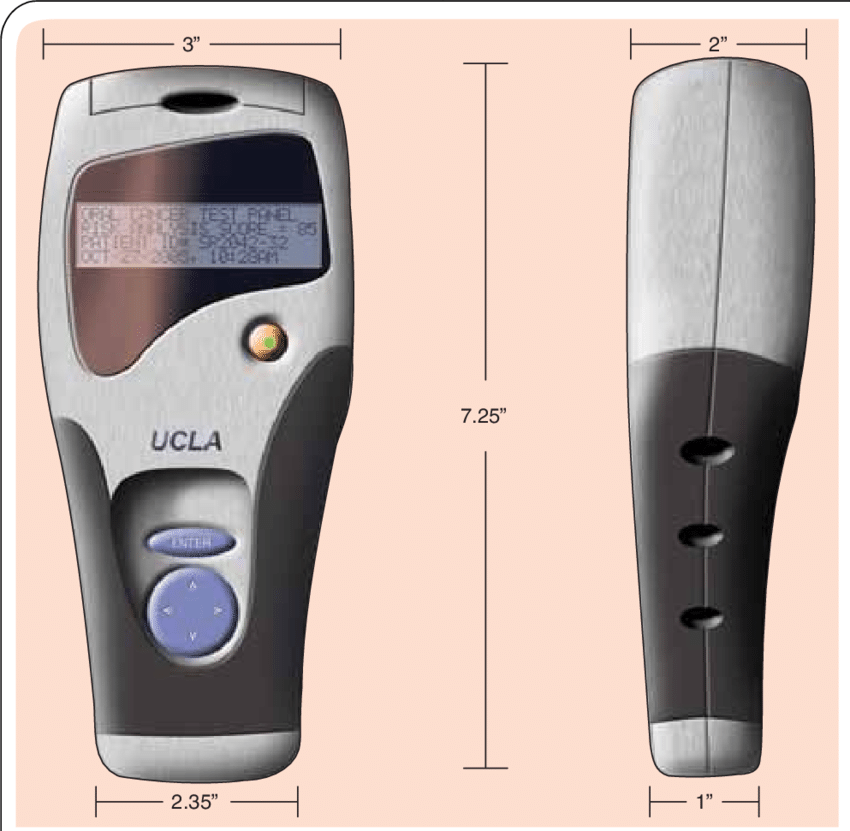 3”
2”
ORAL CANCER TEST PANEL
RISK ANALYSIS SCORE = 85
PATIENT ID# SR2042-32
OCT 27 2005, 10:28AM
7.25”
UCLA
ENTER
2.35”
1”